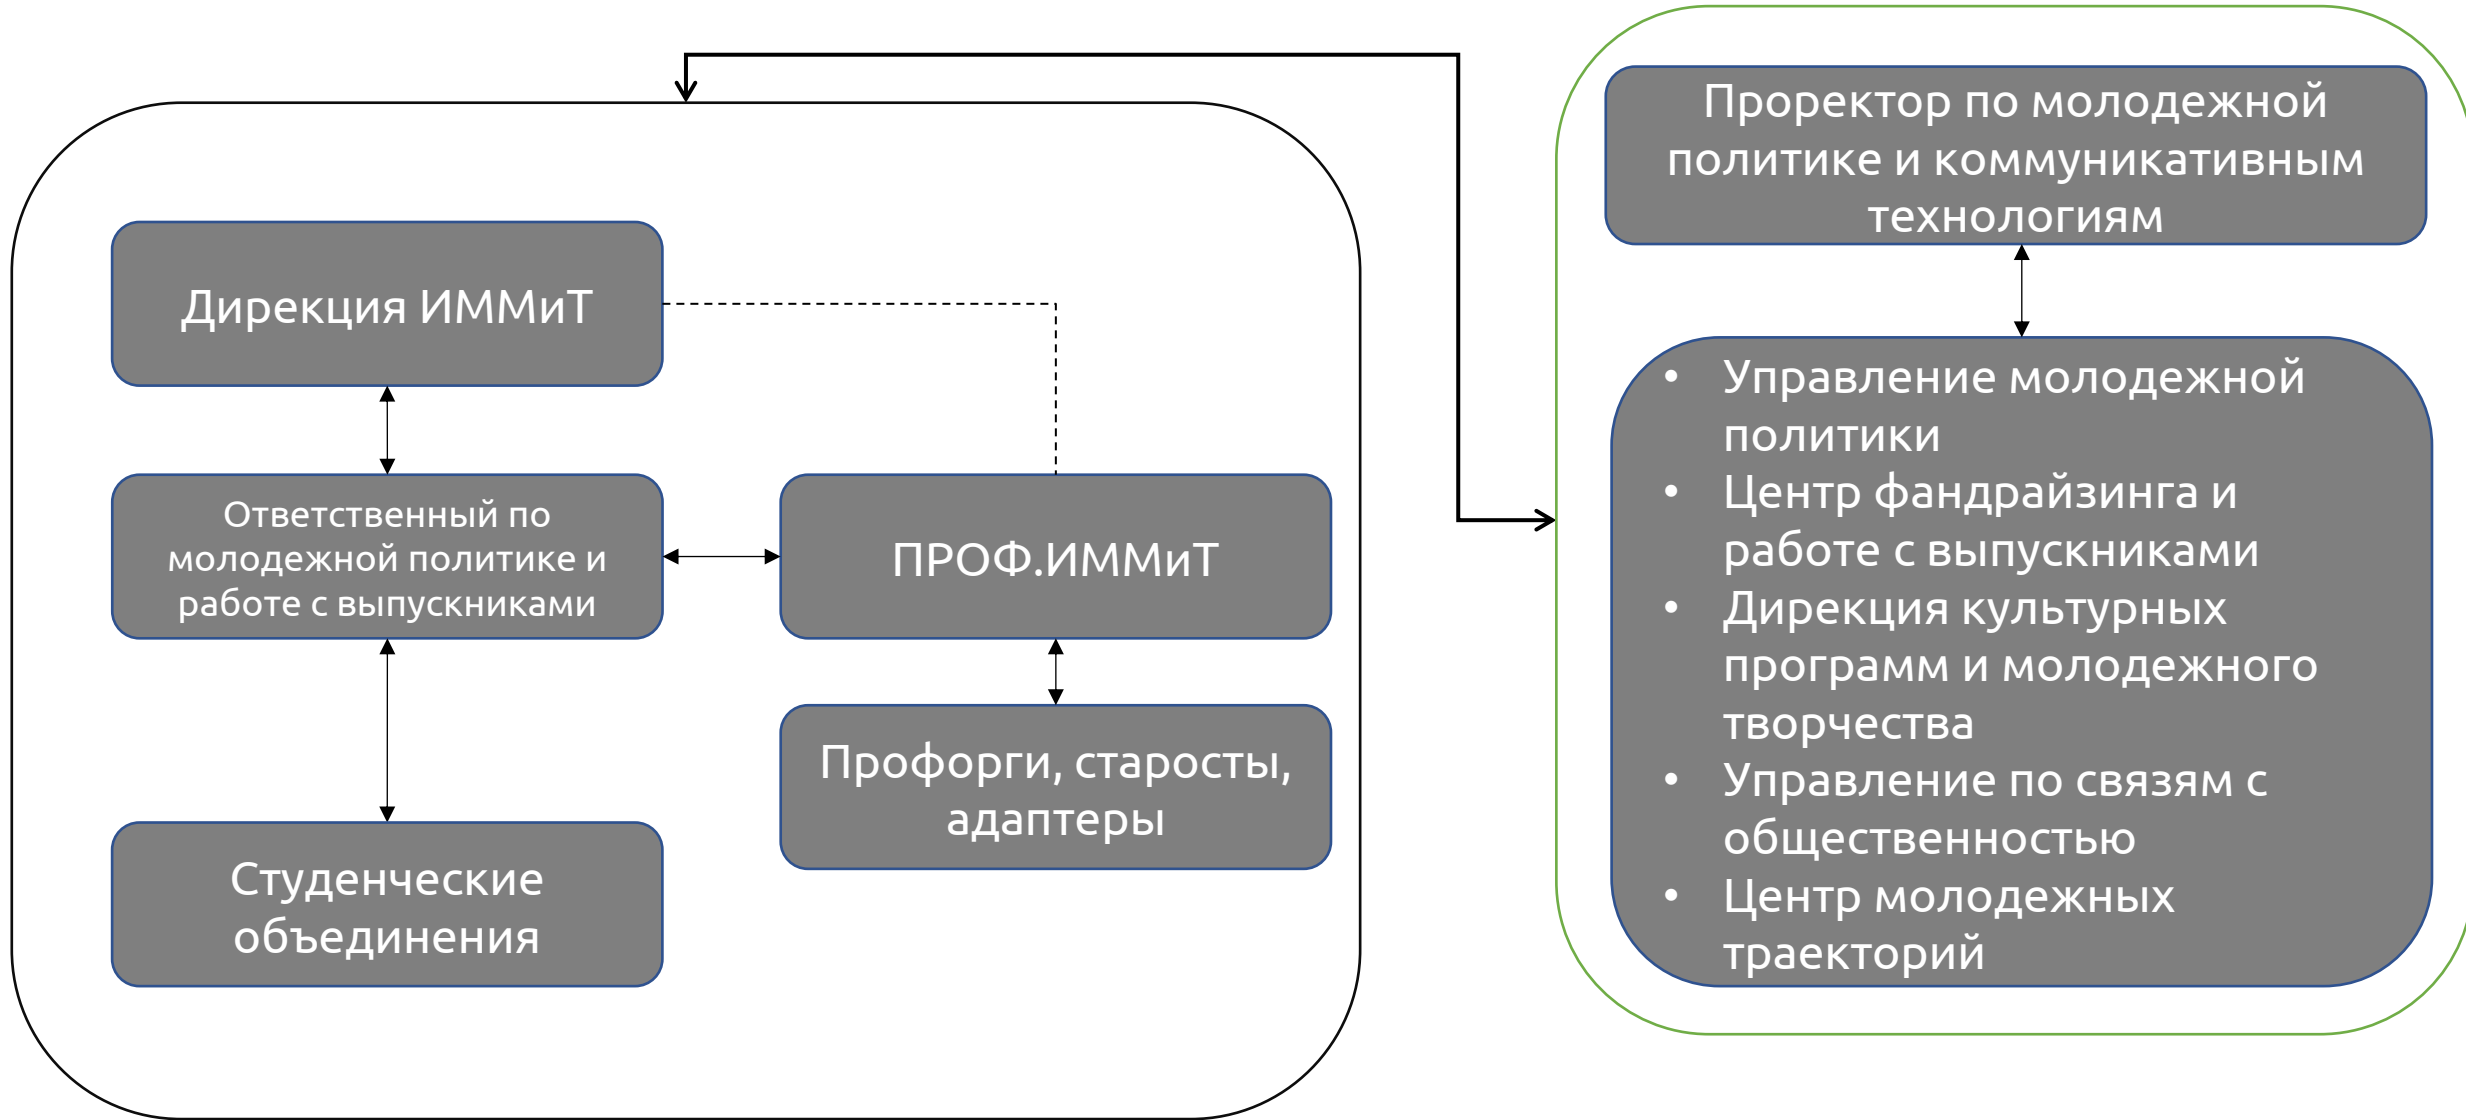 Дирекция ИММиТ
Ответственный по
молодежной политике и
работе с выпускниками
ПРОФ.ИММиТ
Профорги, старосты,
адаптеры
Студенческие
объединения
Проректор по молодежной
политике и коммуникативным
технологиям
• Управление молодежной
политики
• Центр фандрайзинга и
работе с выпускниками
• Дирекция культурных
программ и молодежного
творчества
• Управление по связям с
общественностью
• Центр молодежных
траекторий